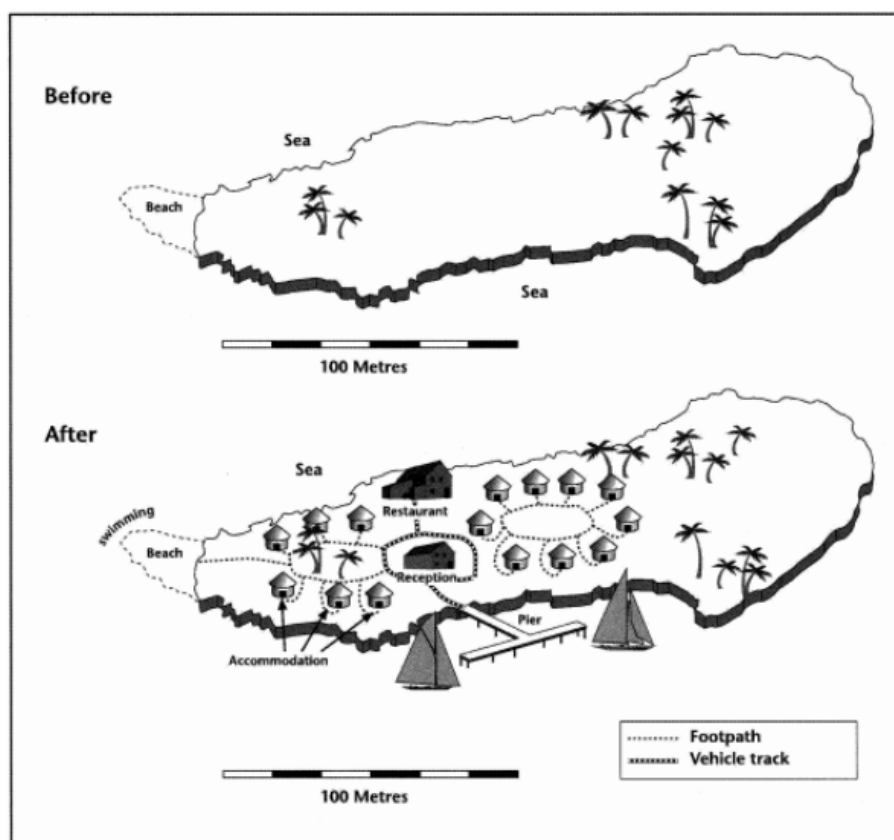 Before
Sea
Beach
Sea
100 Metres
After
Sea
swimming
Restaurant
Beach
Reception
Pier
Accommodation
Footpath
Vehicle track
100 Metres